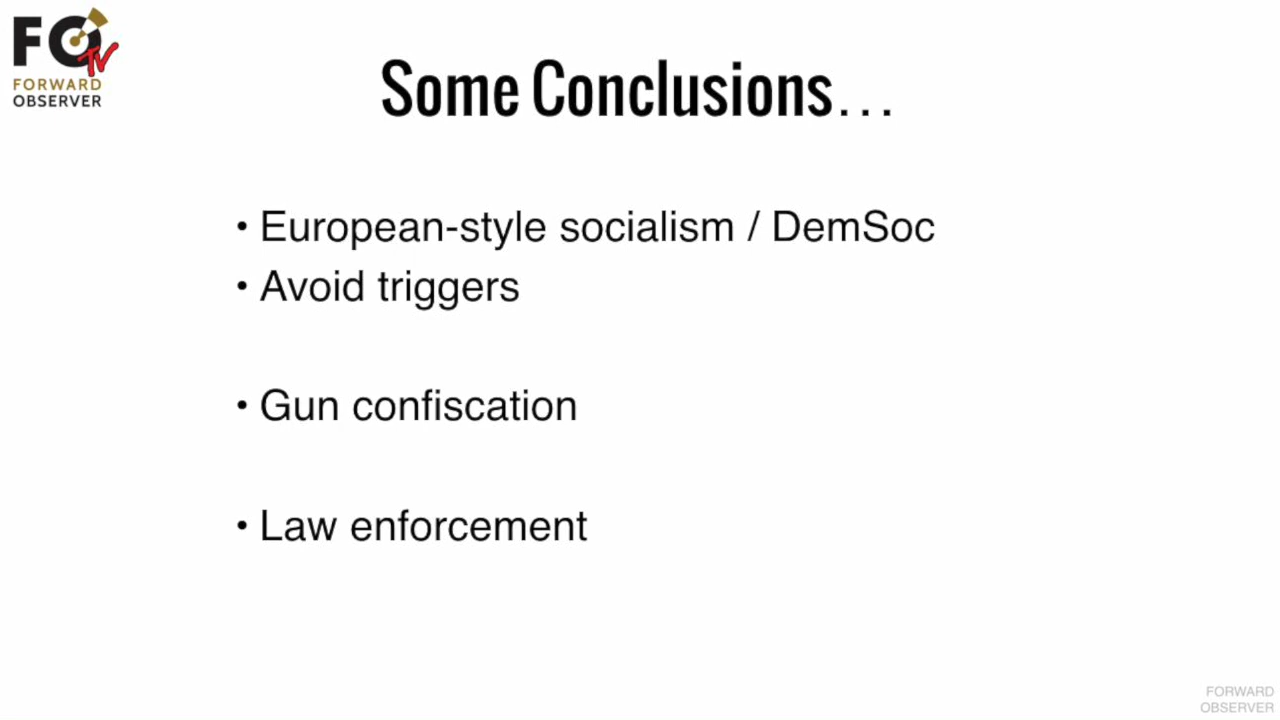 FO
TV
FORWARD
OBSERVER
Some Conclusions...
• European-style socialism / DemSoc
• Avoid triggers
• Gun confiscation
• Law enforcement
FORWARD
OBSERVER